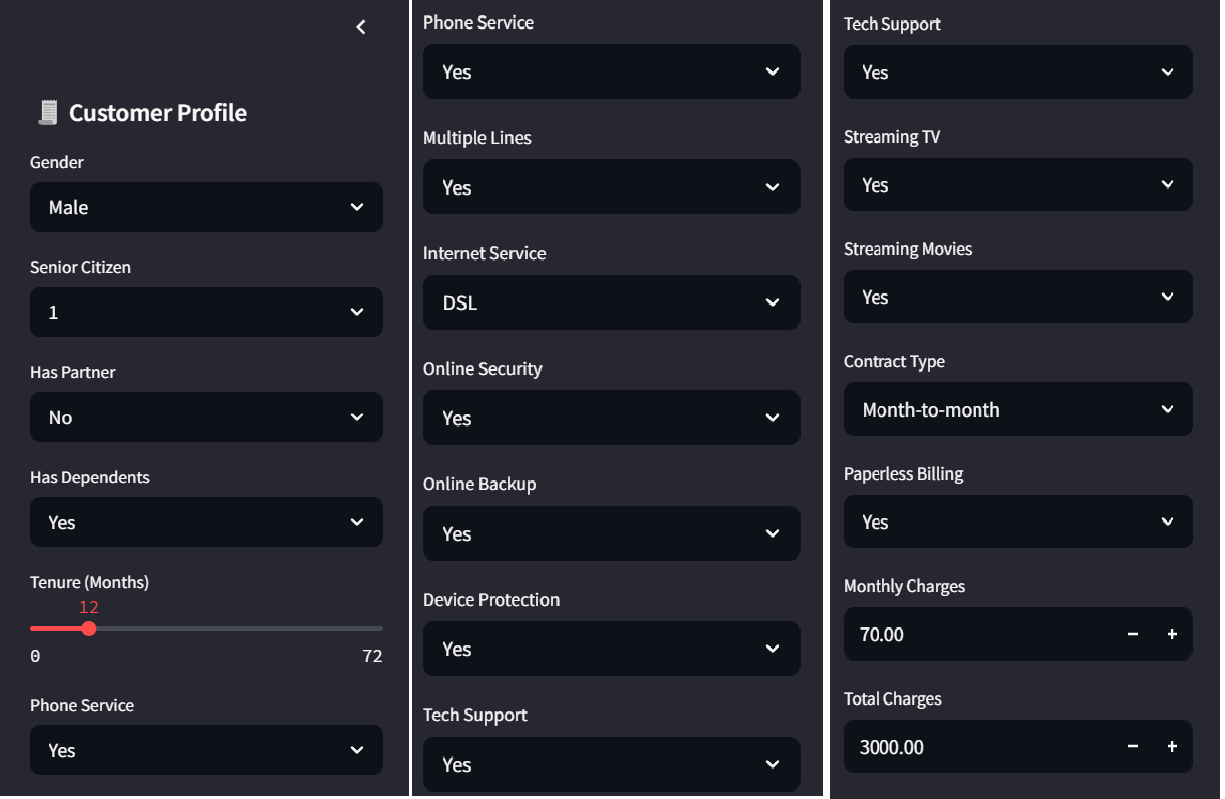 Customer Profile
Gender
Male
Senior Citizen
1
Has Partner
No
Has Dependents
Yes
Tenure (Months)
12
0 72
Phone Service
Yes
Phone Service
Yes
Multiple Lines
Yes
Internet Service
DSL
Online Security
Yes
Online Backup
Yes
Device Protection
Yes
Tech Support
Yes
Tech Support
Yes
Streaming TV
Yes
Streaming Movies
Yes
Contract Type
Month-to-month
Paperless Billing
Yes
Monthly Charges
70.00
Total Charges
3000.00